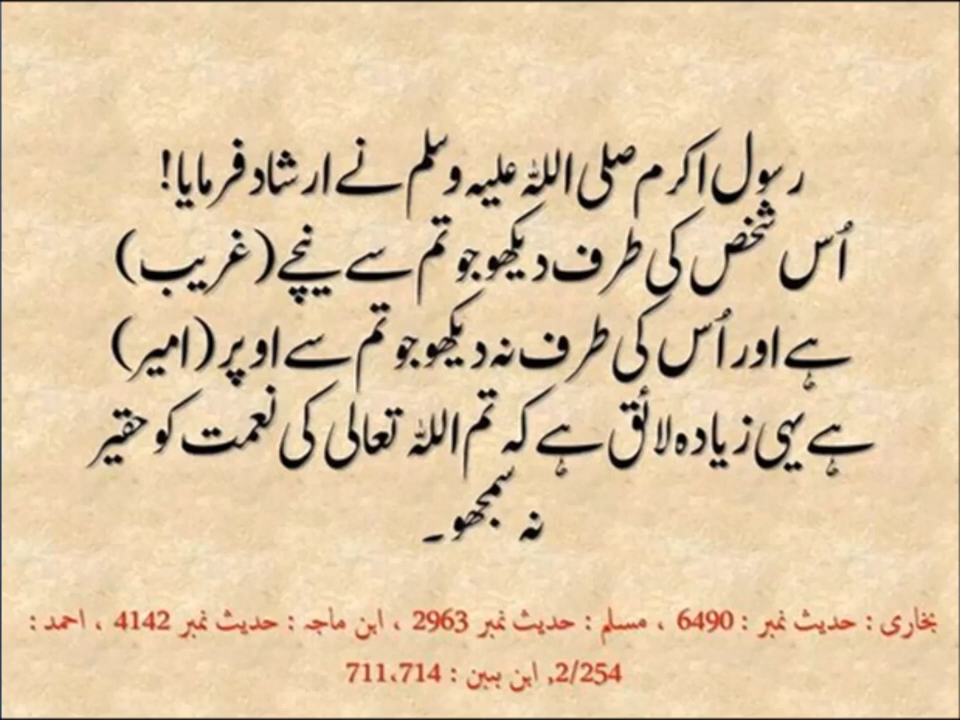 رسول اکرم صلی اللہ علیہ وسلم نے ارشاد فرمایا!
اُس شخص کی طرف دیکھو جو تم سے نیچے (غریب)
ہے اور اُس کی طرف نہ دیکھو جو تم سے اوپر (امیر)
ہے یہی زیادہ لائق ہے کہ تم اللہ تعالی کی نعمت کو حقیر
نہ سمجھو۔
بخاری : حدیث نمبر : 6490 ، مسلم : حدیث نمبر 2963 ، ابن ماجہ : حدیث نمبر 4142 ، احمد :
2/254, ابن : 711،714